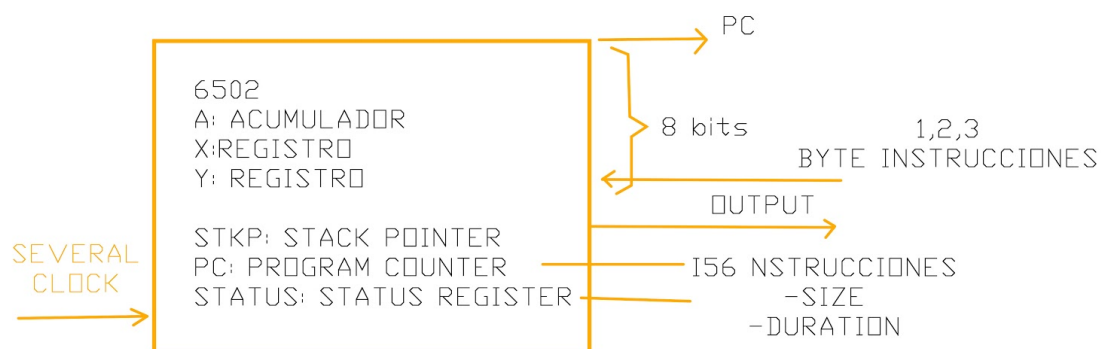 PC
6502
A: ACUMULADOR
X:REGISTRO
Y: REGISTRO
8 bits
1,2,3
BYTE INSTRUCCIONES
OUTPUT
STKP: STACK POINTER
PC: PROGRAM COUNTER
STATUS: STATUS REGISTER
I56 NSTRUCCIONES
-SIZE
-DURATION
SEVERAL
CLOCK